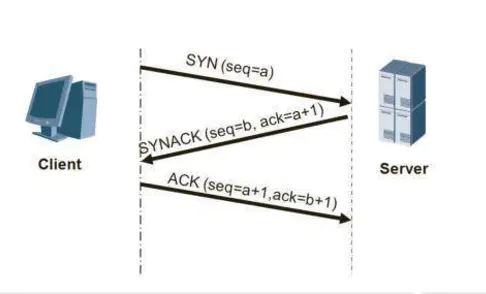 SYN (seq=a)
SYNACK (seq=b, ack=a+1)
Client
Server
ACK (seq=a+1,ack=b+1)